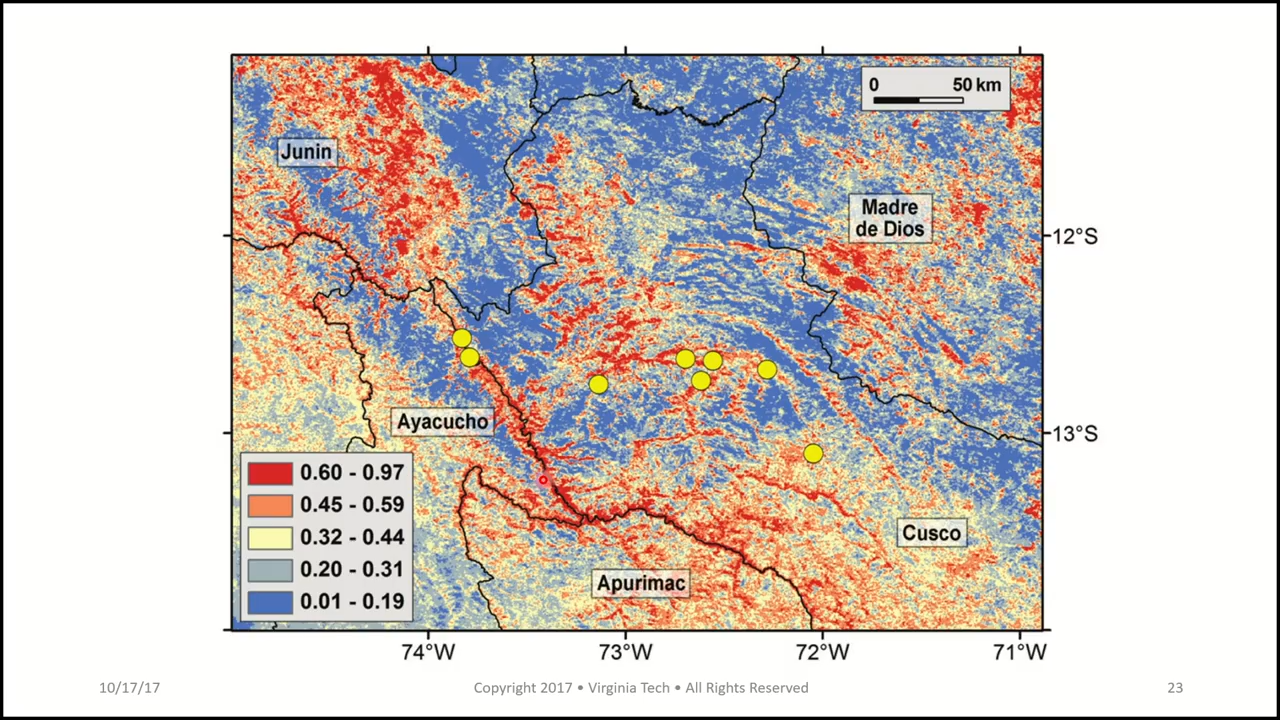 0 50 km
Junin
Madre
de Dios
12°S
Ayacucho
13°S
0.60 - 0.97
0.45 - 0.59
0.32 - 0.44
0.20 - 0.31
0.01 - 0.19
Cusco
Apurimac
74°W 73°W 72°W 71°W
10/17/17 Copyright 2017 • Virginia Tech • All Rights Reserved 23